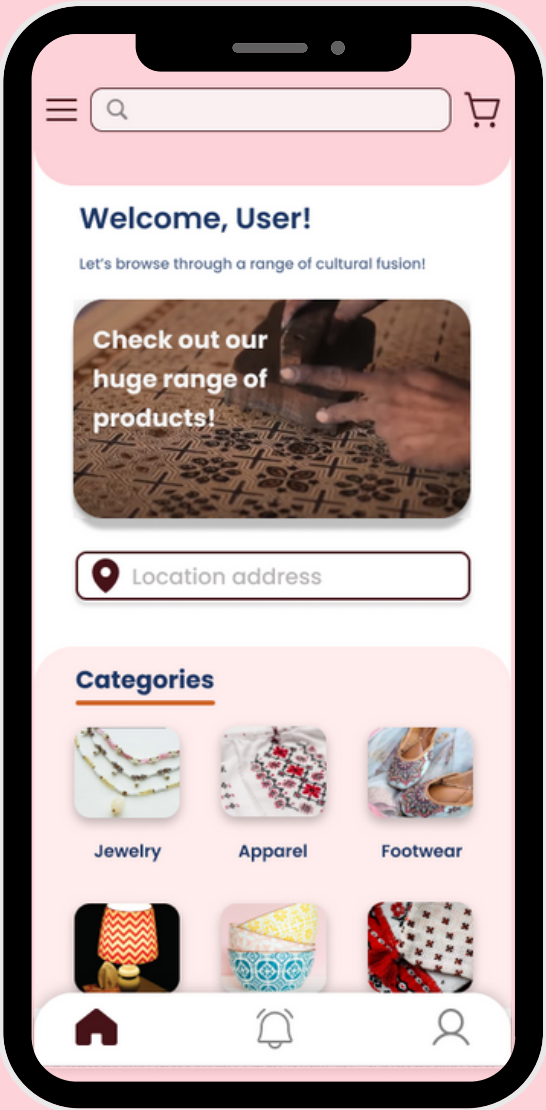 Welcome, User!
Let's browse through a range of cultural fusion!
Check out our
huge range of
products!
Location address
Categories
Jewelry
Apparel
Footwear